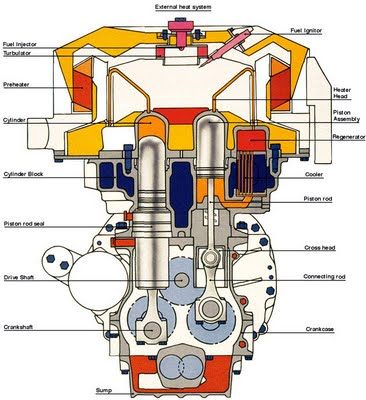 External heat system
Fuel Injector
Fuel Ignitor
Turbulator
Preheater
Heater
Head
Piston
Assembly
Cylinder
Regenerator
Cylinder Block
Cooler
Piston rod
Piston rod seal
Cross head
Drive Shaft
Connecting rod
Crankshaft
Crankcase
Sump